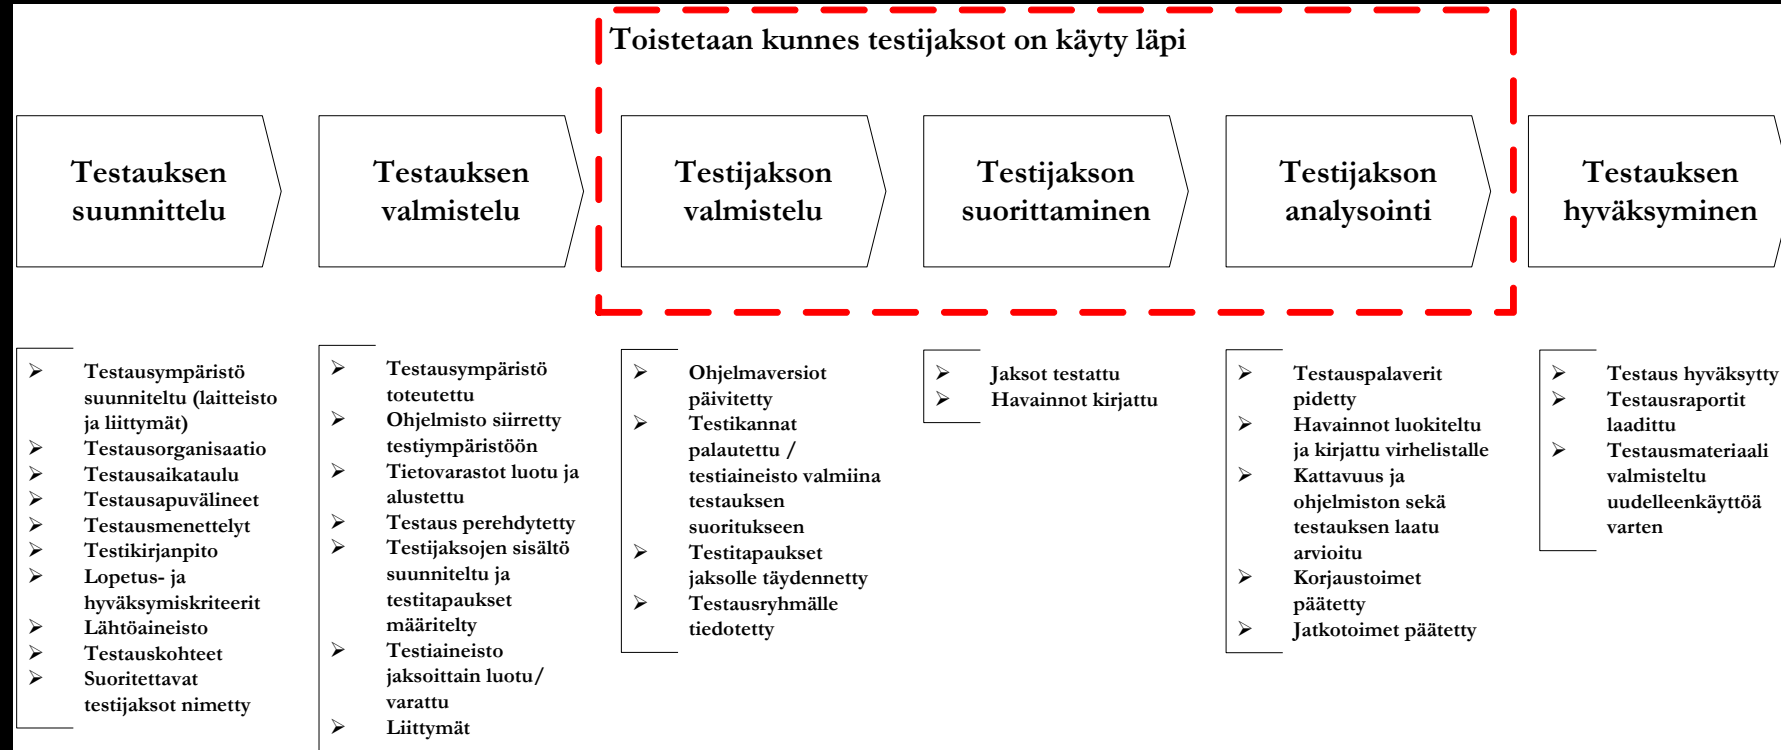 Toistetaan kunnes testijaksot on käyty läpi
Testauksen
suunnittelu
Testauksen
valmistelu
Testijakson
valmistelu
Testijakson
suorittaminen
Testijakson
analysointi
Testauksen
hyväksyminen
➢ Testausympäristö
suunniteltu (laitteisto
ja liittymät)
➢ Testausorganisaatio
➢ Testausaikataulu
➢ Testausapuvälineet
➢ Testausmenettelyt
➢ Testikirjanpito
➢ Lopetus- ja
hyväksymiskriteerit
➢ Lähtöaineisto
➢ Testauskohteet
➢ Suoritettavat
testijaksot nimetty
➢ Testausympäristö
toteutettu
➢ Ohjelmisto siirretty
testiympäristöön
➢ Tietovarastot luotu ja
alustettu
➢ Testaus perehdytetty
➢ Testijaksojen sisältö
suunniteltu ja
testitapaukset
määritelty
➢ Testiaineisto
jaksoittain luotu/
varattu
➢ Liittymät
➢ Ohjelmaversiot
päivitetty
➢ Testikannat
palautettu /
testiaineisto valmiina
testauksen
suoritukseen
➢ Testitapaukset
jaksolle täydennetty
➢ Testausryhmälle
tiedotettu
➢ Jaksot testattu
➢ Havainnot kirjattu
➢ Testauspalaverit
pidetty
➢ Havainnot luokiteltu
ja kirjattu virhelistalle
➢ Kattavuus ja
ohjelmiston sekä
testauksen laatu
arvioitu
➢ Korjaustoimet
päätetty
➢ Jatkotoimet päätetty
➢ Testaus hyväksytty
➢ Testausraportit
laadittu
➢ Testausmateriaali
valmisteltu
uudelleenkäyttöä
varten